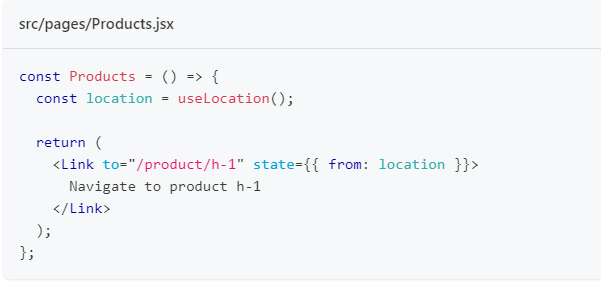 src/pages/Products.jsx
const Products = () => {
  const location = useLocation();
  return (
    <Link to="/product/h-1" state={{ from: location }}>
      Navigate to product h-1
    </Link>
  );
};